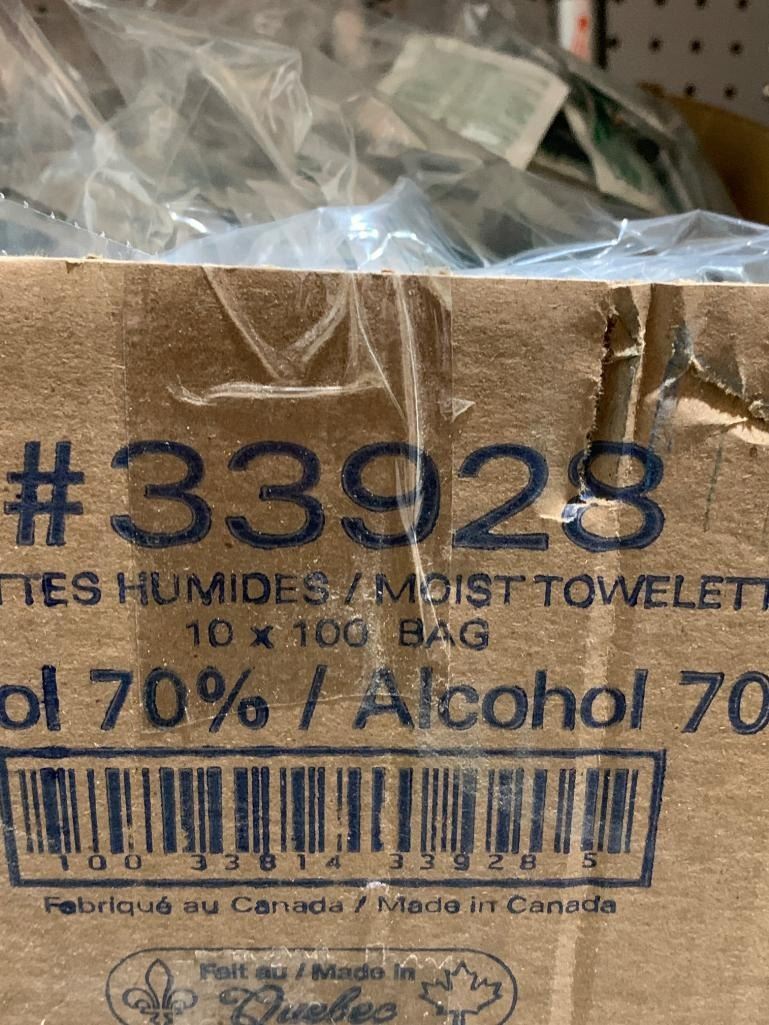 #33928
TTES HUMIDES / MOIST TOWELETT
10 x 100 BAG
ol 70% / Alcohol 70
100 33814 33928 5
Fabriqué au Canada / Made in Canada
Fait au / Made in
Quebec